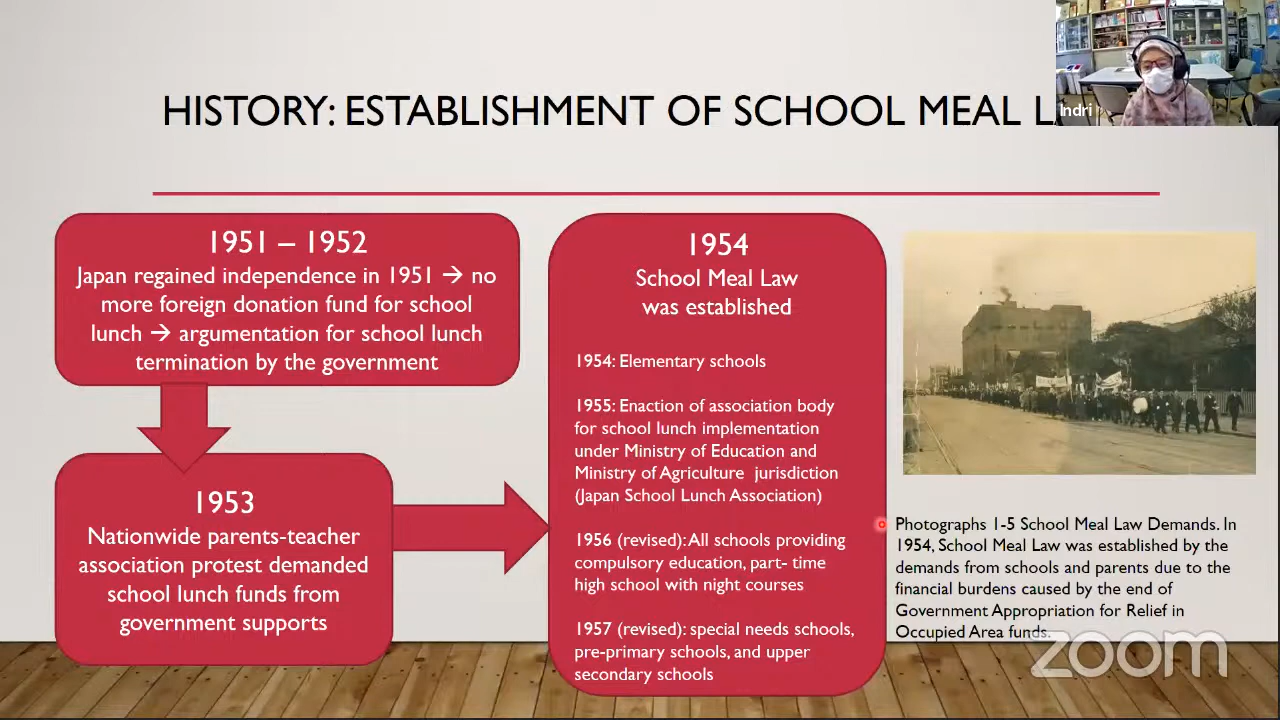 HISTORY: ESTABLISHMENT OF SCHOOL MEAL
Indri
1951 – 1952
Japan regained independence in 1951 → no
more foreign donation fund for school
lunch → argumentation for school lunch
termination by the government
1953
Nationwide parents-teacher
association protest demanded
school lunch funds from
government supports
1954
School Meal Law
was established
1954: Elementary schools
1955: Enaction of association body
for school lunch implementation
under Ministry of Education and
Ministry of Agriculture jurisdiction
(Japan School Lunch Association)
1956 (revised): All schools providing
compulsory education, part- time
high school with night courses
1957 (revised): special needs schools,
pre-primary schools, and upper
secondary schools
Photographs 1-5 School Meal Law Demands. In
1954, School Meal Law was established by the
demands from schools and parents due to the
financial burdens caused by the end of
Government Appropriation for Relief in
Occupied Area funds.
zoom